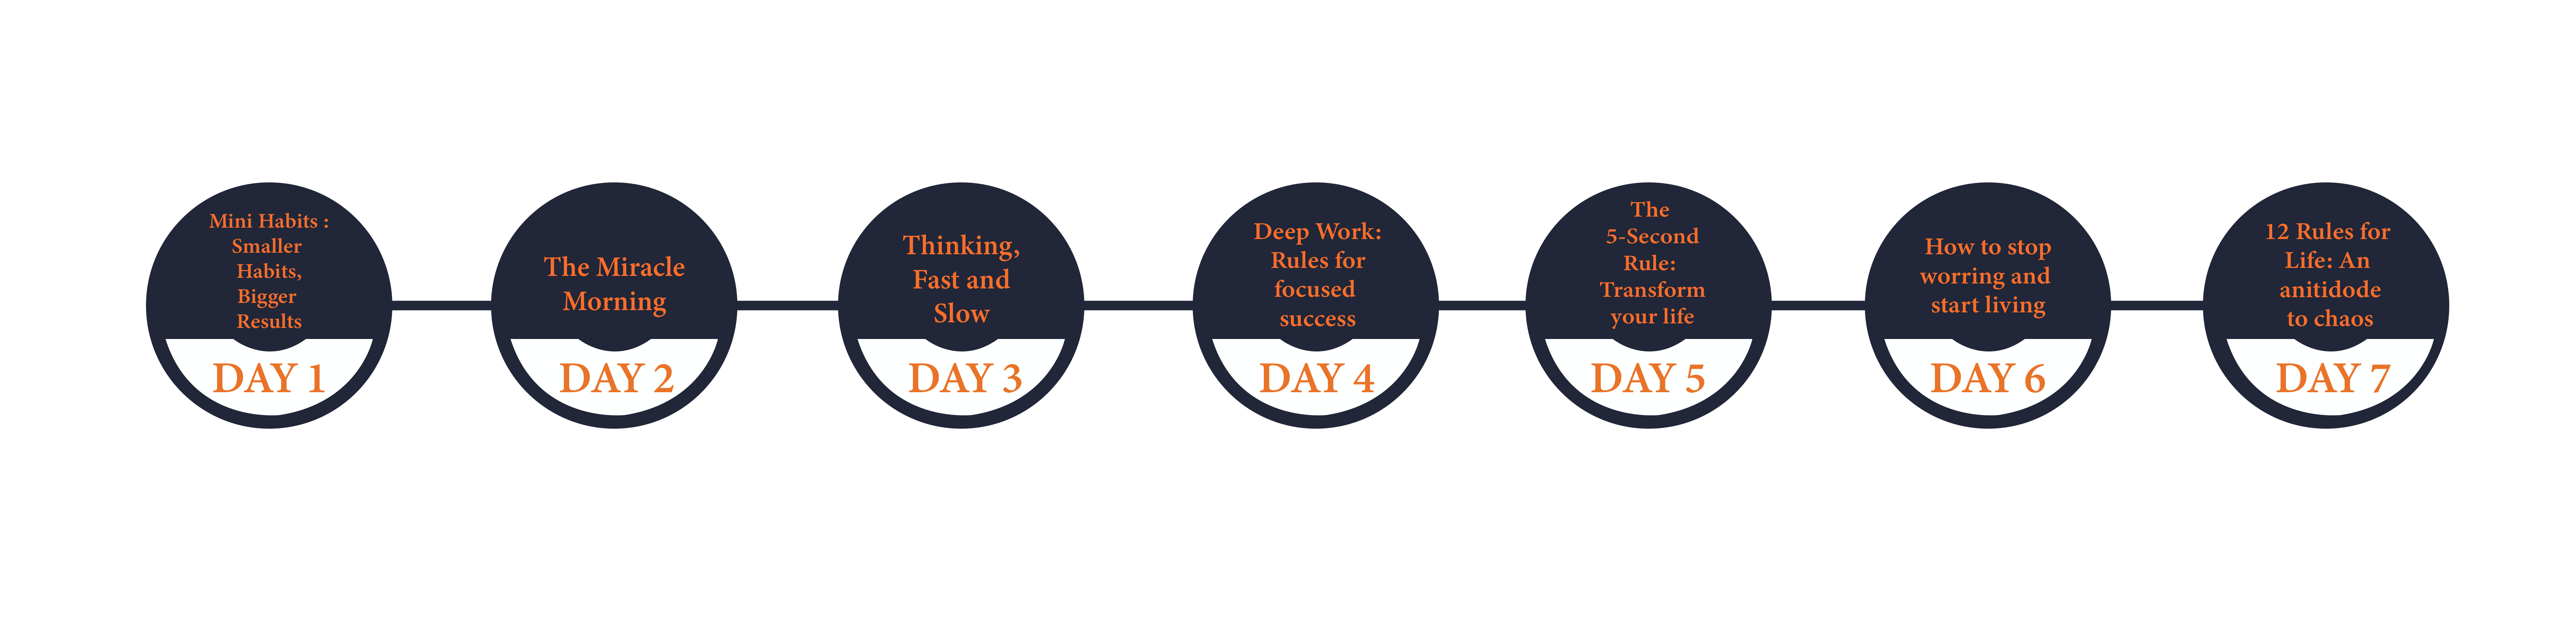 Mini Habits :
Smaller
Habits,
Bigger
Results
DAY 1
The Miracle
Morning
DAY 2
Thinking,
Fast and
Slow
DAY 3
Deep Work:
Rules for
focused
success
DAY 4
The
5-Second
Rule:
Transform
your life
DAY 5
How to stop
worring and
start living
DAY 6
12 Rules for
Life: An
anitidode
to chaos
DAY 7